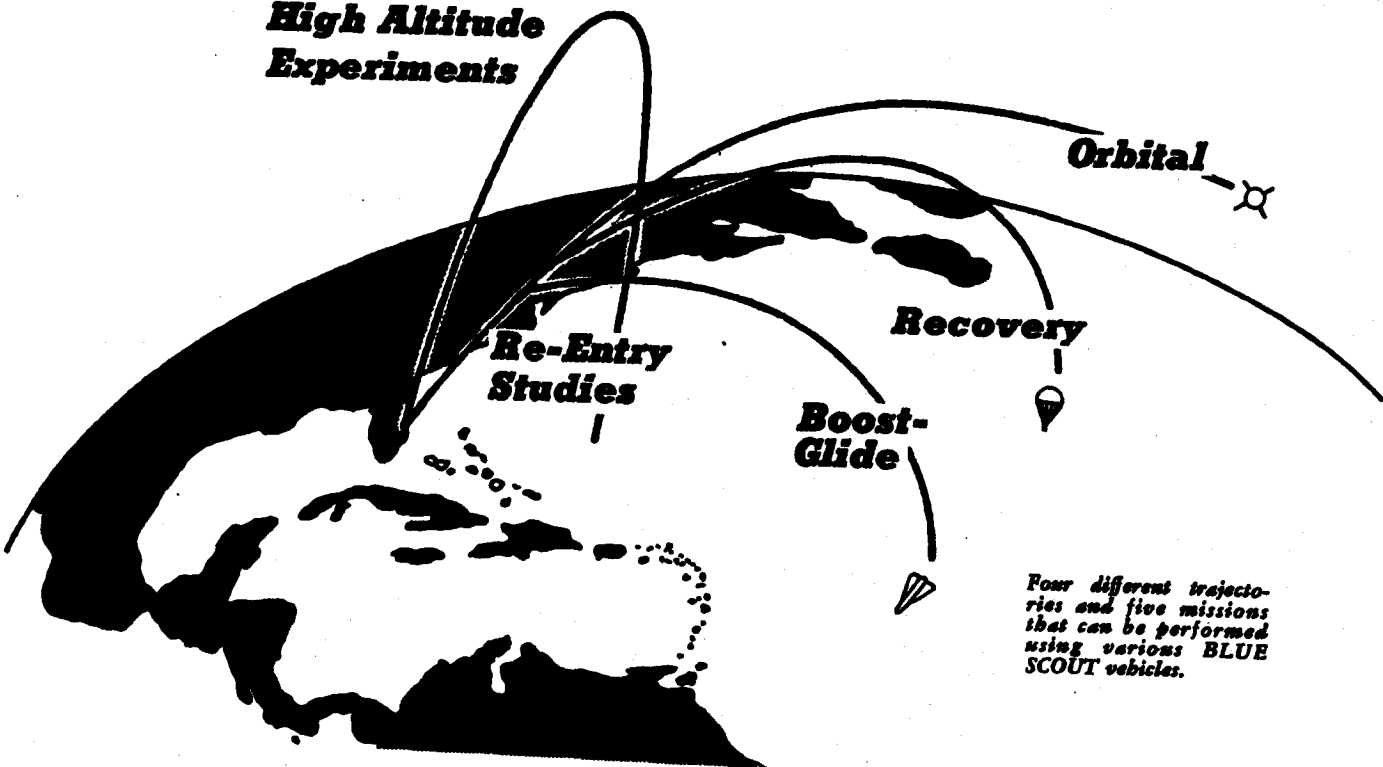 High Altitude
Experiments
Orbital
Recovery
Re-Entry
Studies
Boost-
Glide
Four different trajecto-
ries and five missions
that can be performed
using various BLUE
SCOUT vehicles.